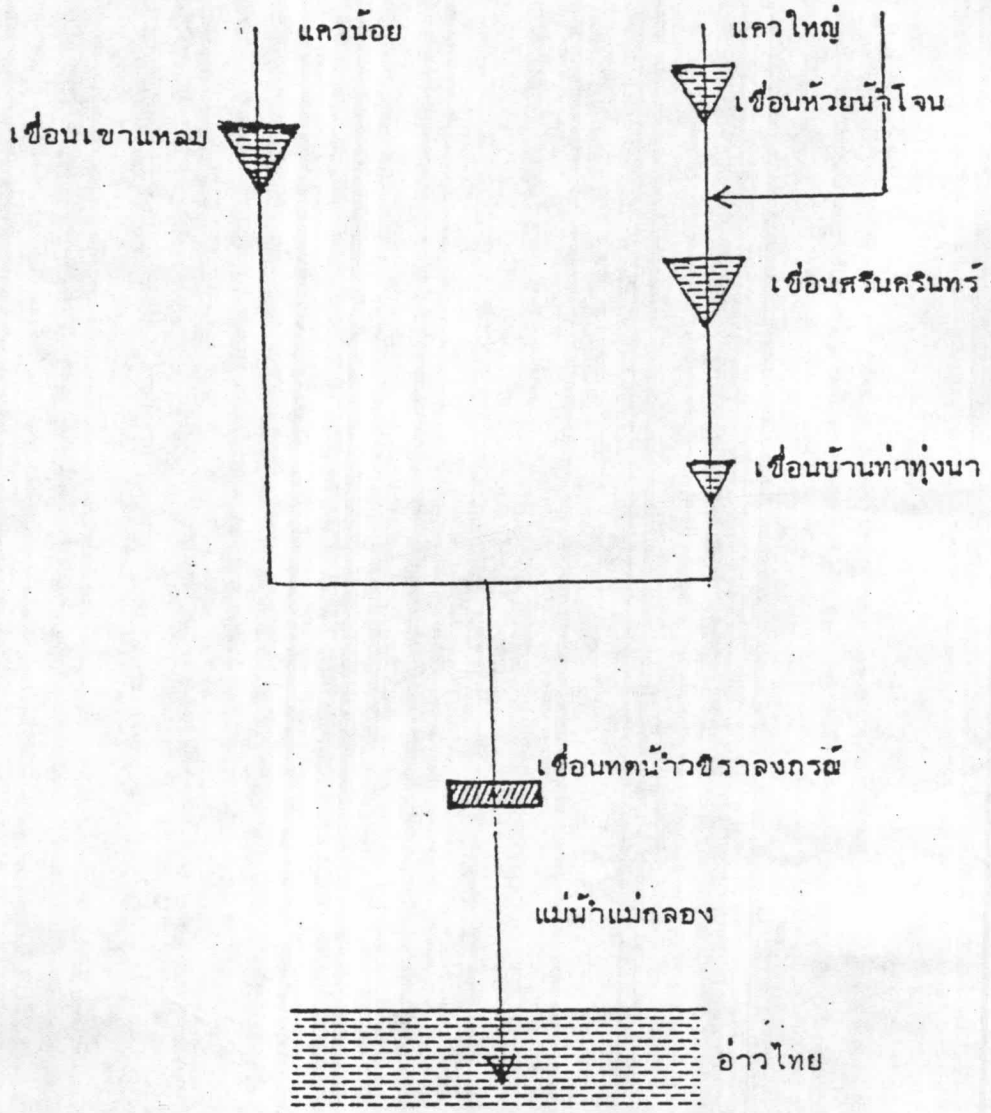 แควน้อย
แควใหญ่
เขื่อนห้วยน้ำโจน
เขื่อนเขาแหลม
เขื่อนศรีนครินทร์
เขื่อนบ้านท่าทุ่งนา
เขื่อนทดน้ำวชิราลงกรณ์
แม่น้ำแม่กลอง
อ่าวไทย